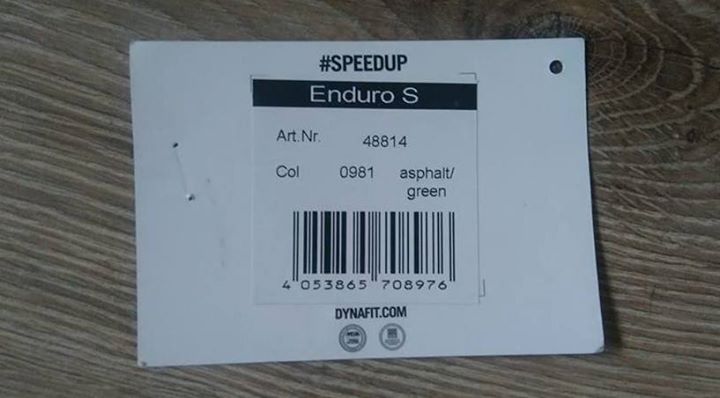 #SPEEDUP
Enduro S
Art.Nr. 48814
Col 0981 asphalt/
green
4 053865 708976
DYNAFIT.COM